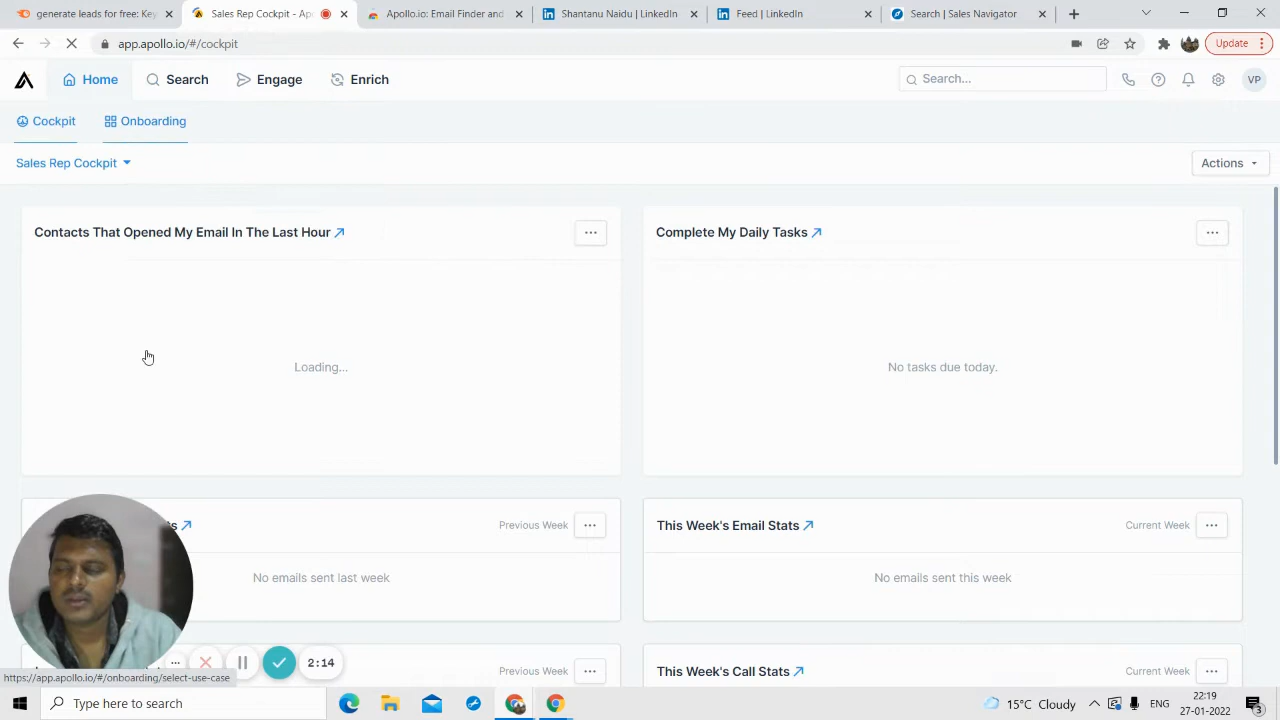 generate leads for free: Key
Sales Rep Cockpit - Apo
Apollo.io: Email Finder and
Shantanu Naidu | LinkedIn
Feed | LinkedIn
Search | Sales Navigator
app.apollo.io/#/cockpit
Update
Home
Search
Engage
Enrich
Search...
VP
Cockpit
Onboarding
Sales Rep Cockpit
Actions
Contacts That Opened My Email In The Last Hour
Complete My Daily Tasks
Loading...
No tasks due today.
Previous Week
This Week's Email Stats
Current Week
No emails sent last week
No emails sent this week
2:14
Previous Week
This Week's Call Stats
Current Week
https://app.apollo.io/#/onboarding/select-use-case
Type here to search
15°C Cloudy
ENG
22:19
27-01-2022
3